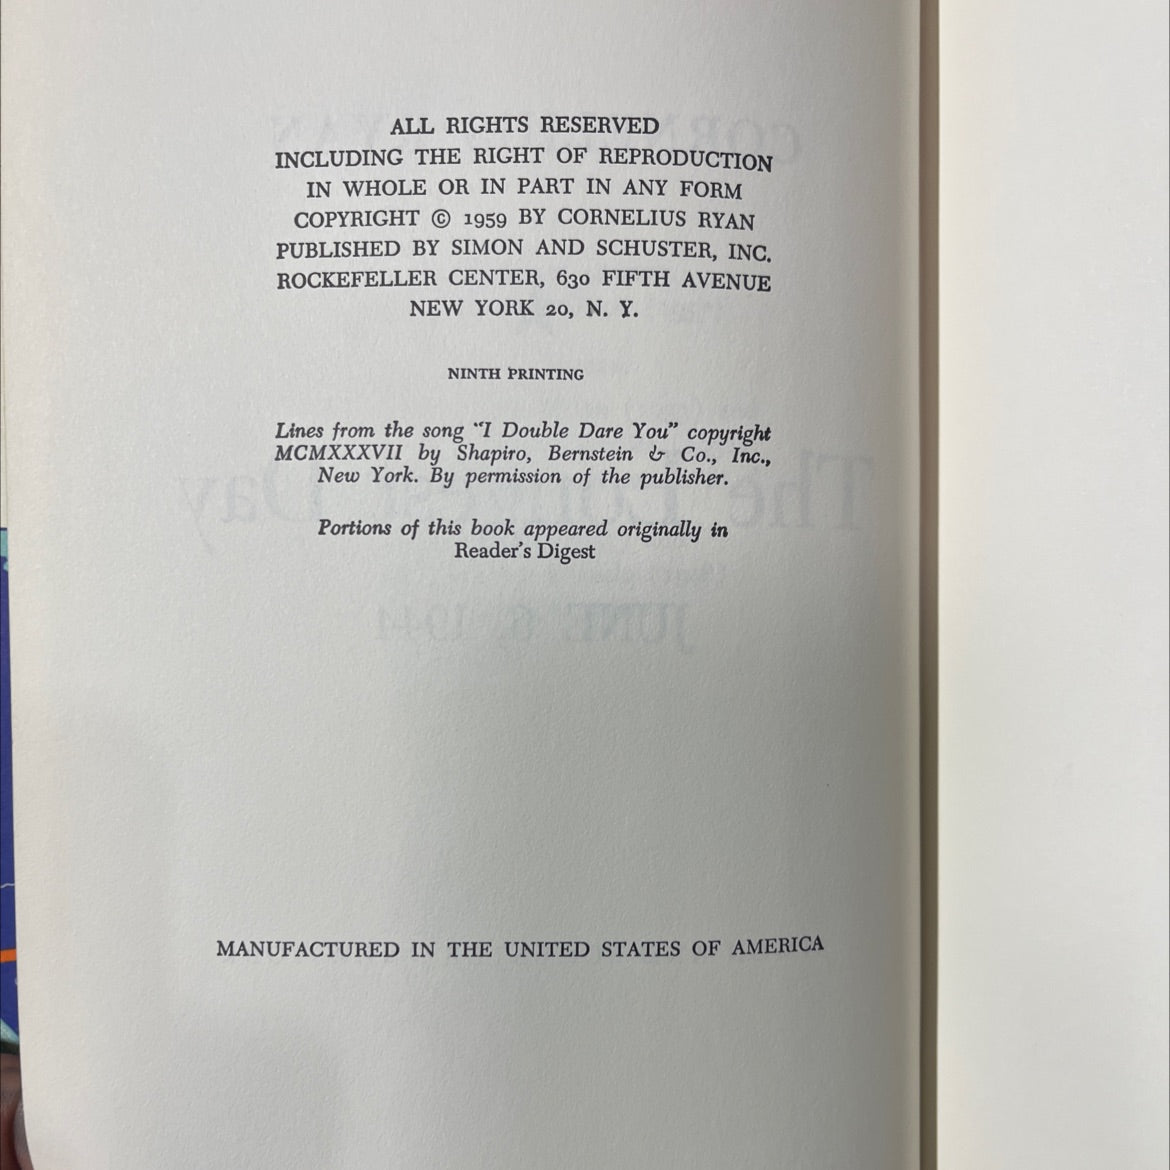 ALL RIGHTS RESERVED
INCLUDING THE RIGHT OF REPRODUCTION
IN WHOLE OR IN PART IN ANY FORM
COPYRIGHT © 1959 BY CORNELIUS RYAN
PUBLISHED BY SIMON AND SCHUSTER, INC.
ROCKEFELLER CENTER, 630 FIFTH AVENUE
NEW YORK 20, N. Y.
NINTH PRINTING
Lines from the song "I Double Dare You" copyright
MCMXXXVII by Shapiro, Bernstein & Co., Inc.,
New York. By permission of the publisher.
Portions of this book appeared originally in
Reader's Digest
MANUFACTURED IN THE UNITED STATES OF AMERICA